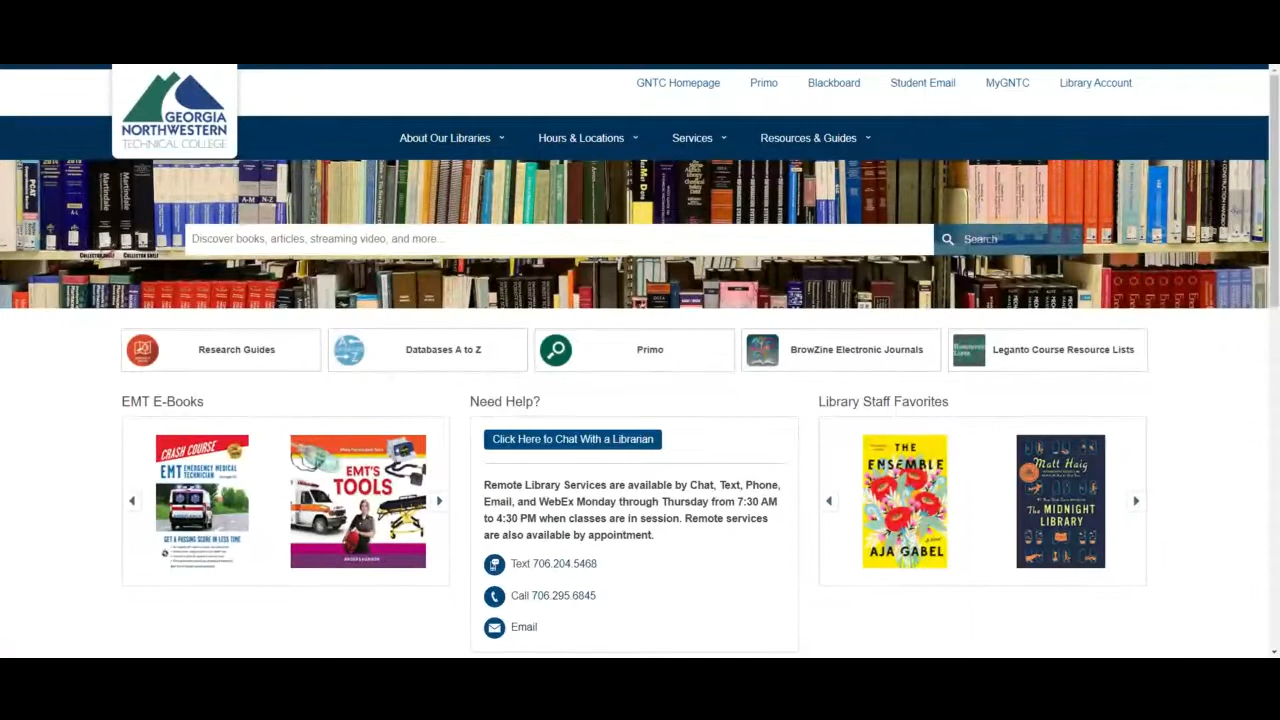 GEORGIA
NORTHWESTERN
TECHNICAL COLLEGE
GNTC Homepage
Primo
Blackboard
Student Email
MyGNTC
Library Account
About Our Libraries
Hours & Locations
Services
Resources & Guides
PCAT
Martindale
Martindale
A-L
A-M
N-Z
Discover books, articles, streaming video, and more...
Search
Research Guides
Databases A to Z
Primo
BrowZine Electronic Journals
Leganto Course Resource Lists
EMT E-Books
CRASH COURSE
EMT EMERGENCY MEDICAL
TECHNICIAN
AMBULANCE
GET A PASSING SCORE IN LESS TIME
EMT'S
TOOLS
Need Help?
Click Here to Chat With a Librarian
Remote Library Services are available by Chat, Text, Phone,
Email, and WebEx Monday through Thursday from 7:30 AM
to 4:30 PM when classes are in session. Remote services
are also available by appointment.
Text 706.204.5468
Call 706.295.6845
Email
Library Staff Favorites
THE
ENSEMBLE
AJA GABEL
Matt Haig
The MIDNIGHT
LIBRARY